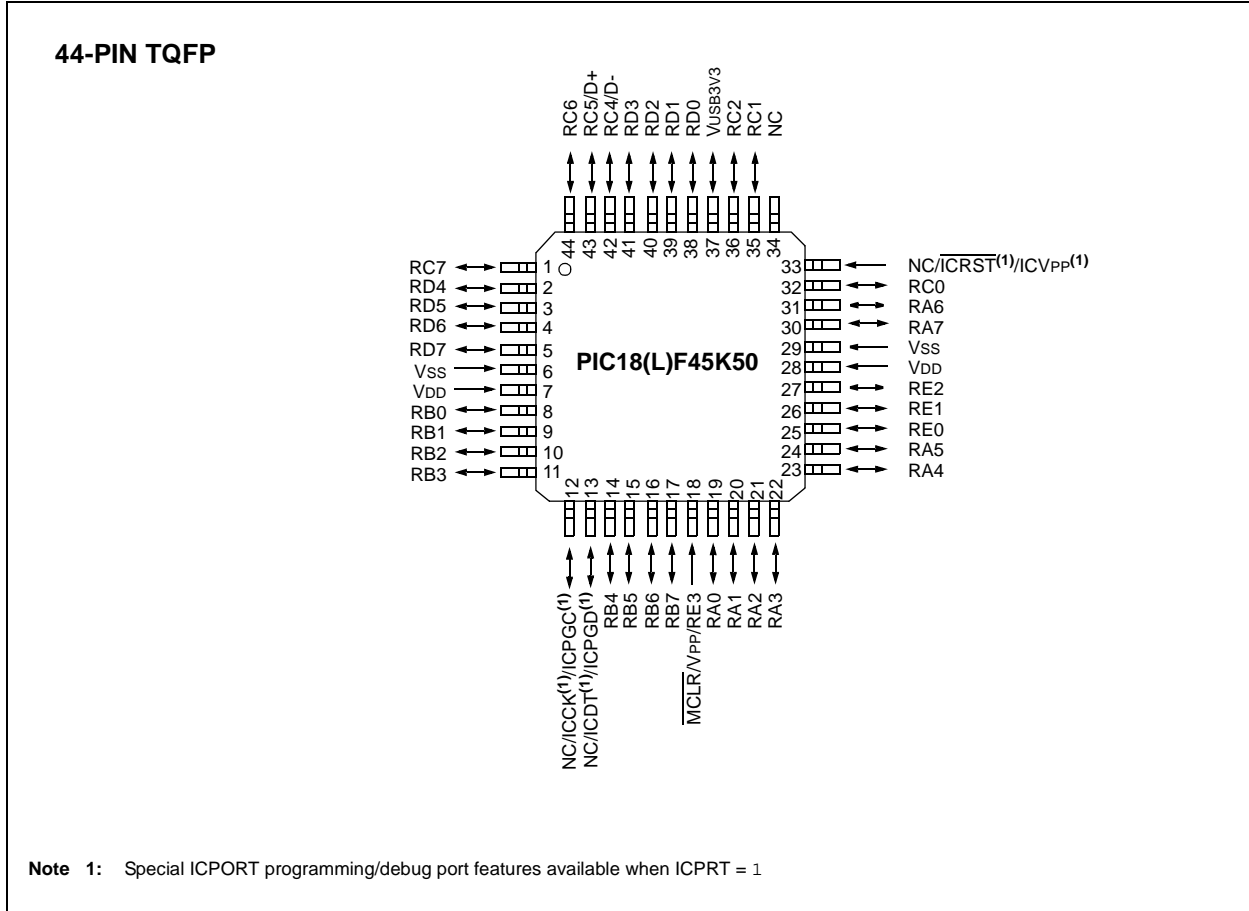 44-PIN TQFP
RC6
RC5/D+
RC4/D-
RD3
RD2
RD1
RD0
VUSB3V3
RC2
RC1
NC
44
43
42
41
40
39
38
37
36
35
34
RC7 1
RD4 2
RD5 3
RD6 4
RD7 5
VSS 6
VDD 7
RB0 8
RB1 9
RB2 10
RB3 11
PIC18(L)F45K50
33 NC/ICRST(1)/ICVPP(1)
32 RC0
31 RA6
30 RA7
29 VSS
28 VDD
27 RE2
26 RE1
25 RE0
24 RA5
23 RA4
12
13
14
15
16
17
18
19
20
21
22
NC/ICCK(1)/ICPGC(1)
NC/ICDT(1)/ICPGD(1)
RB4
RB5
RB6
RB7
MCLR/VPP/RE3
RA0
RA1
RA2
RA3
Note 1: Special ICPORT programming/debug port features available when ICPRT = 1